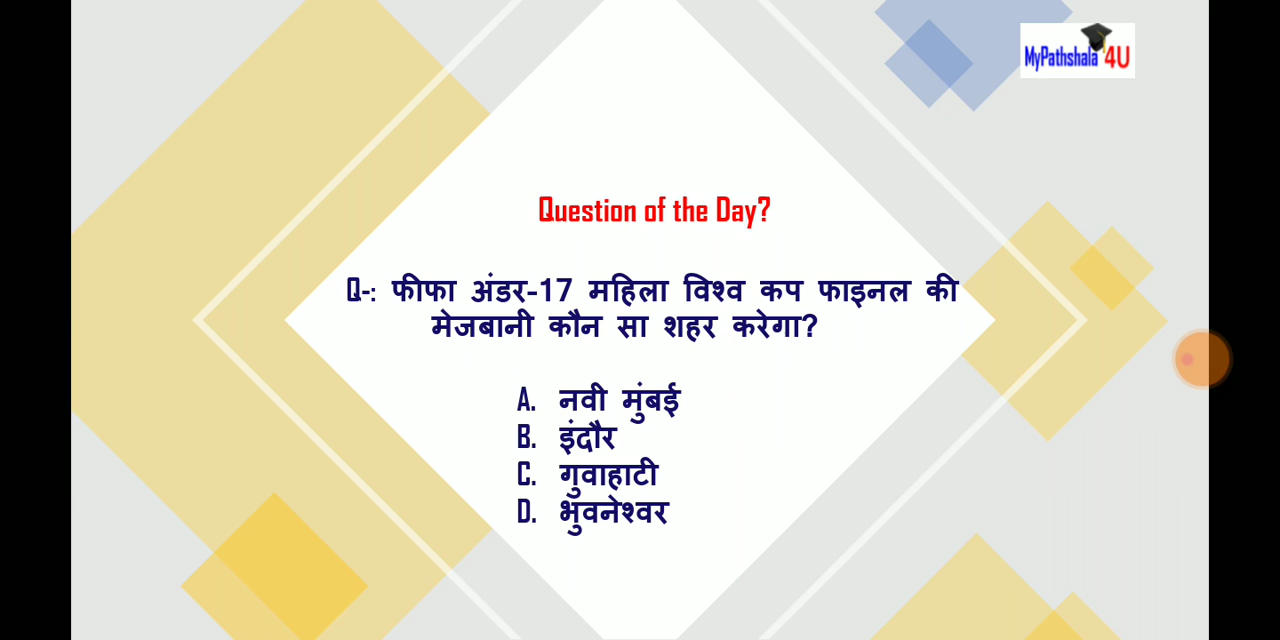 MyPathshala 4U
Question of the Day?
Q-: फीफा अंडर-17 महिला विश्व कप फाइनल की
मेजबानी कौन सा शहर करेगा?
A. नवी मुंबई
B. इंदौर
C. गुवाहाटी
D. भुवनेश्वर